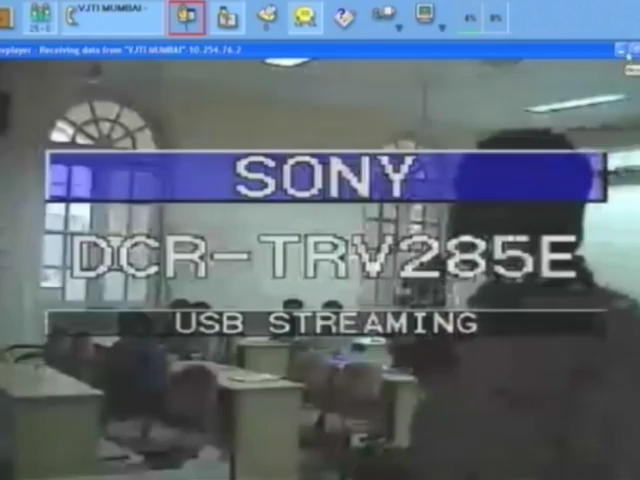 VJTI MUMBAI -
25 - 0
4%
0%
Receiving data from "VJTI MUMBAI" - 10.254.76.2
SONY
DCR-TRV285E
USB STREAMING